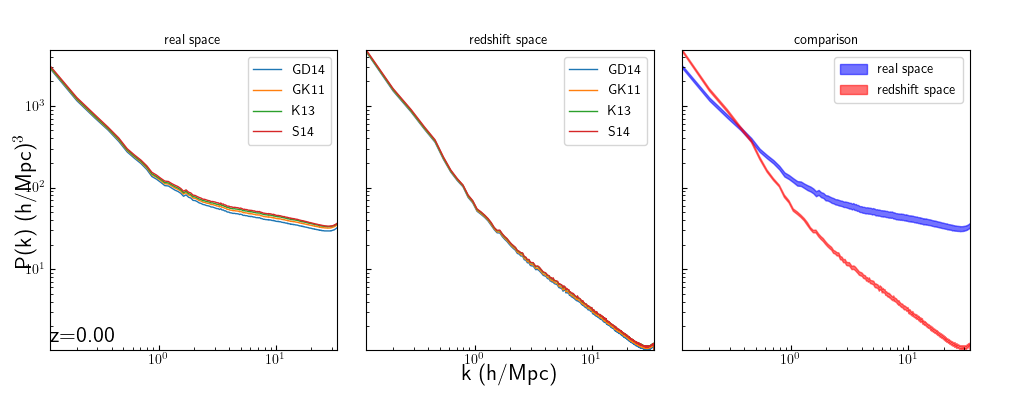 real space
redshift space
comparison
GD14
GK11
K13
S14
GD14
GK11
K13
S14
real space
redshift space
P(k) (h/Mpc)³
10³
10²
10¹
z=0.00
10⁰ 10¹
10⁰ 10¹
10⁰ 10¹
k (h/Mpc)